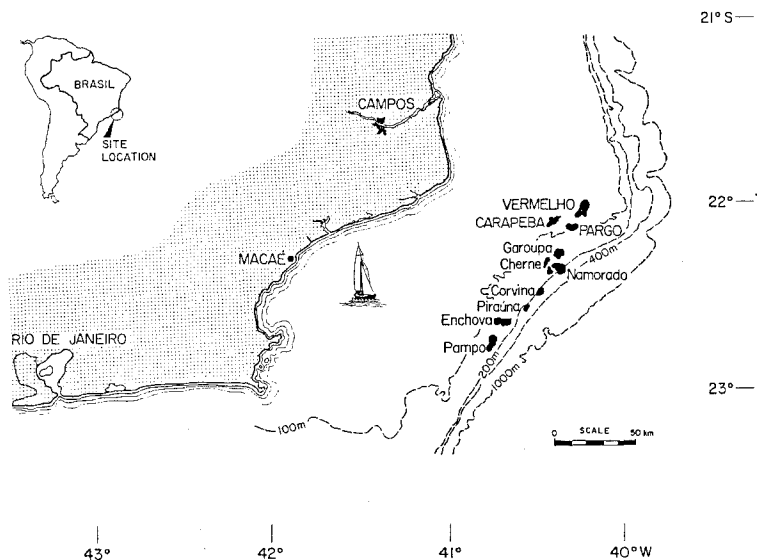 21°S
BRASIL
SITE
LOCATION
CAMPOS
VERMELHO
22°
CARAPEBA
PARGO
Garoupa
400m
MACAÉ
Cherne
Namorado
Corvina
Piraúna
RIO DE JANEIRO
Enchova
Pampo
200m
1000m
23°
100m
0 SCALE 50 km
43°
42°
41°
40°W